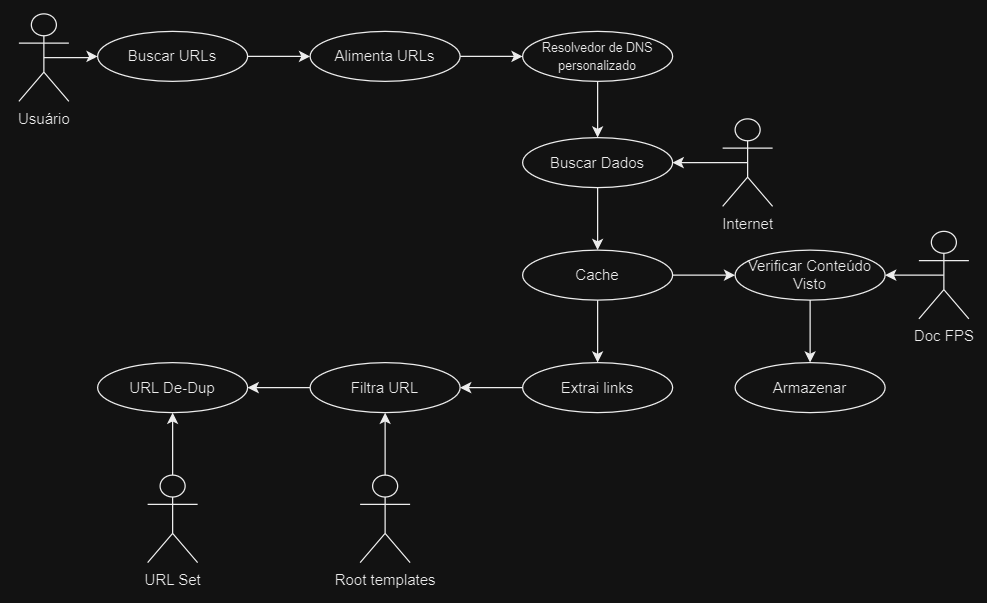 Buscar URLs
Alimenta URLs
Resolvedor de DNS
personalizado
Usuário
Buscar Dados
Internet
Cache
Verificar Conteúdo
Visto
Doc FPS
URL De-Dup
Filtra URL
Extrai links
Armazenar
URL Set
Root templates